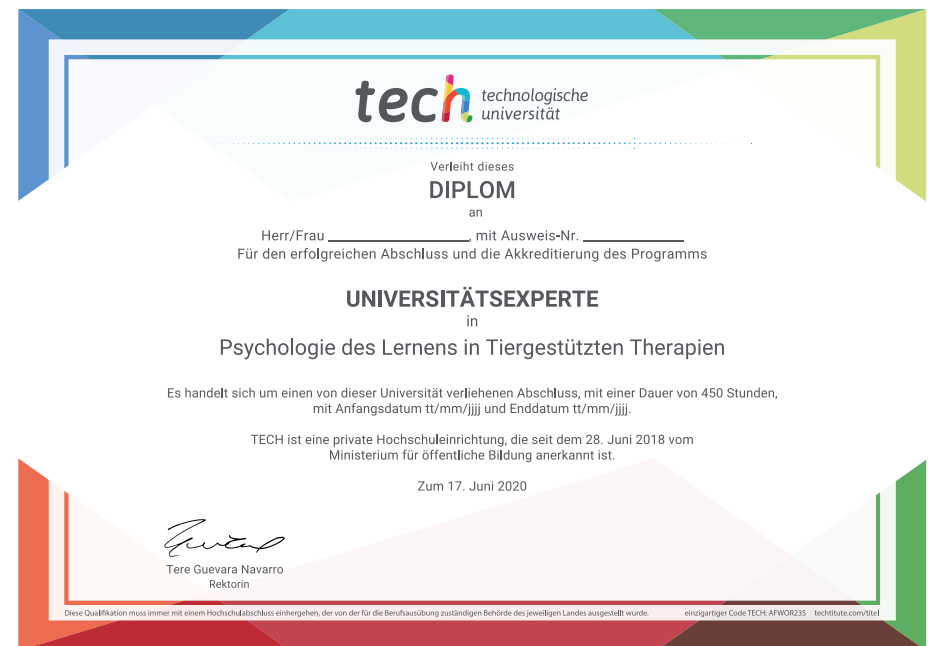 tech technologische
universität
Verleiht dieses
DIPLOM
an
Herr/Frau ____________________, mit Ausweis-Nr. ______________
Für den erfolgreichen Abschluss und die Akkreditierung des Programms
UNIVERSITÄTSEXPERTE
in
Psychologie des Lernens in Tiergestützten Therapien
Es handelt sich um einen von dieser Universität verliehenen Abschluss, mit einer Dauer von 450 Stunden,
mit Anfangsdatum tt/mm/jjjj und Enddatum tt/mm/jjjj.
TECH ist eine private Hochschuleinrichtung, die seit dem 28. Juni 2018 vom
Ministerium für öffentliche Bildung anerkannt ist.
Zum 17. Juni 2020
Tere Guevara Navarro
Rektorin
Diese Qualifikation muss immer mit einem Hochschulabschluss einhergehen, der von der für die Berufsausübung zuständigen Behörde des jeweiligen Landes ausgestellt wurde. einzigartiger Code TECH: AFWOR23S techtitute.com/titel